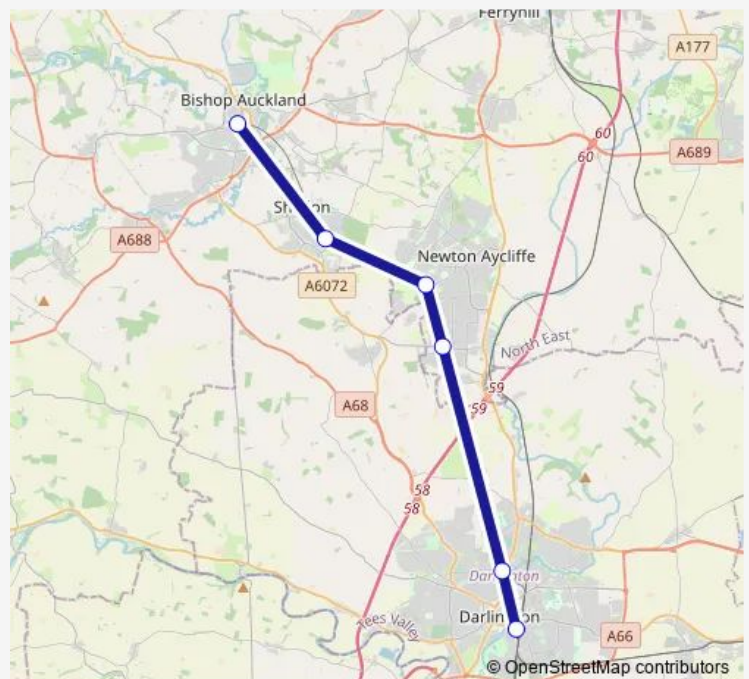 Ferryhill
A177
Bishop Auckland
60
60
A689
A688
Newton Aycliffe
A6072
North East
A68
59
59
58
58
Tees Valley
A66
© OpenStreetMap contributors